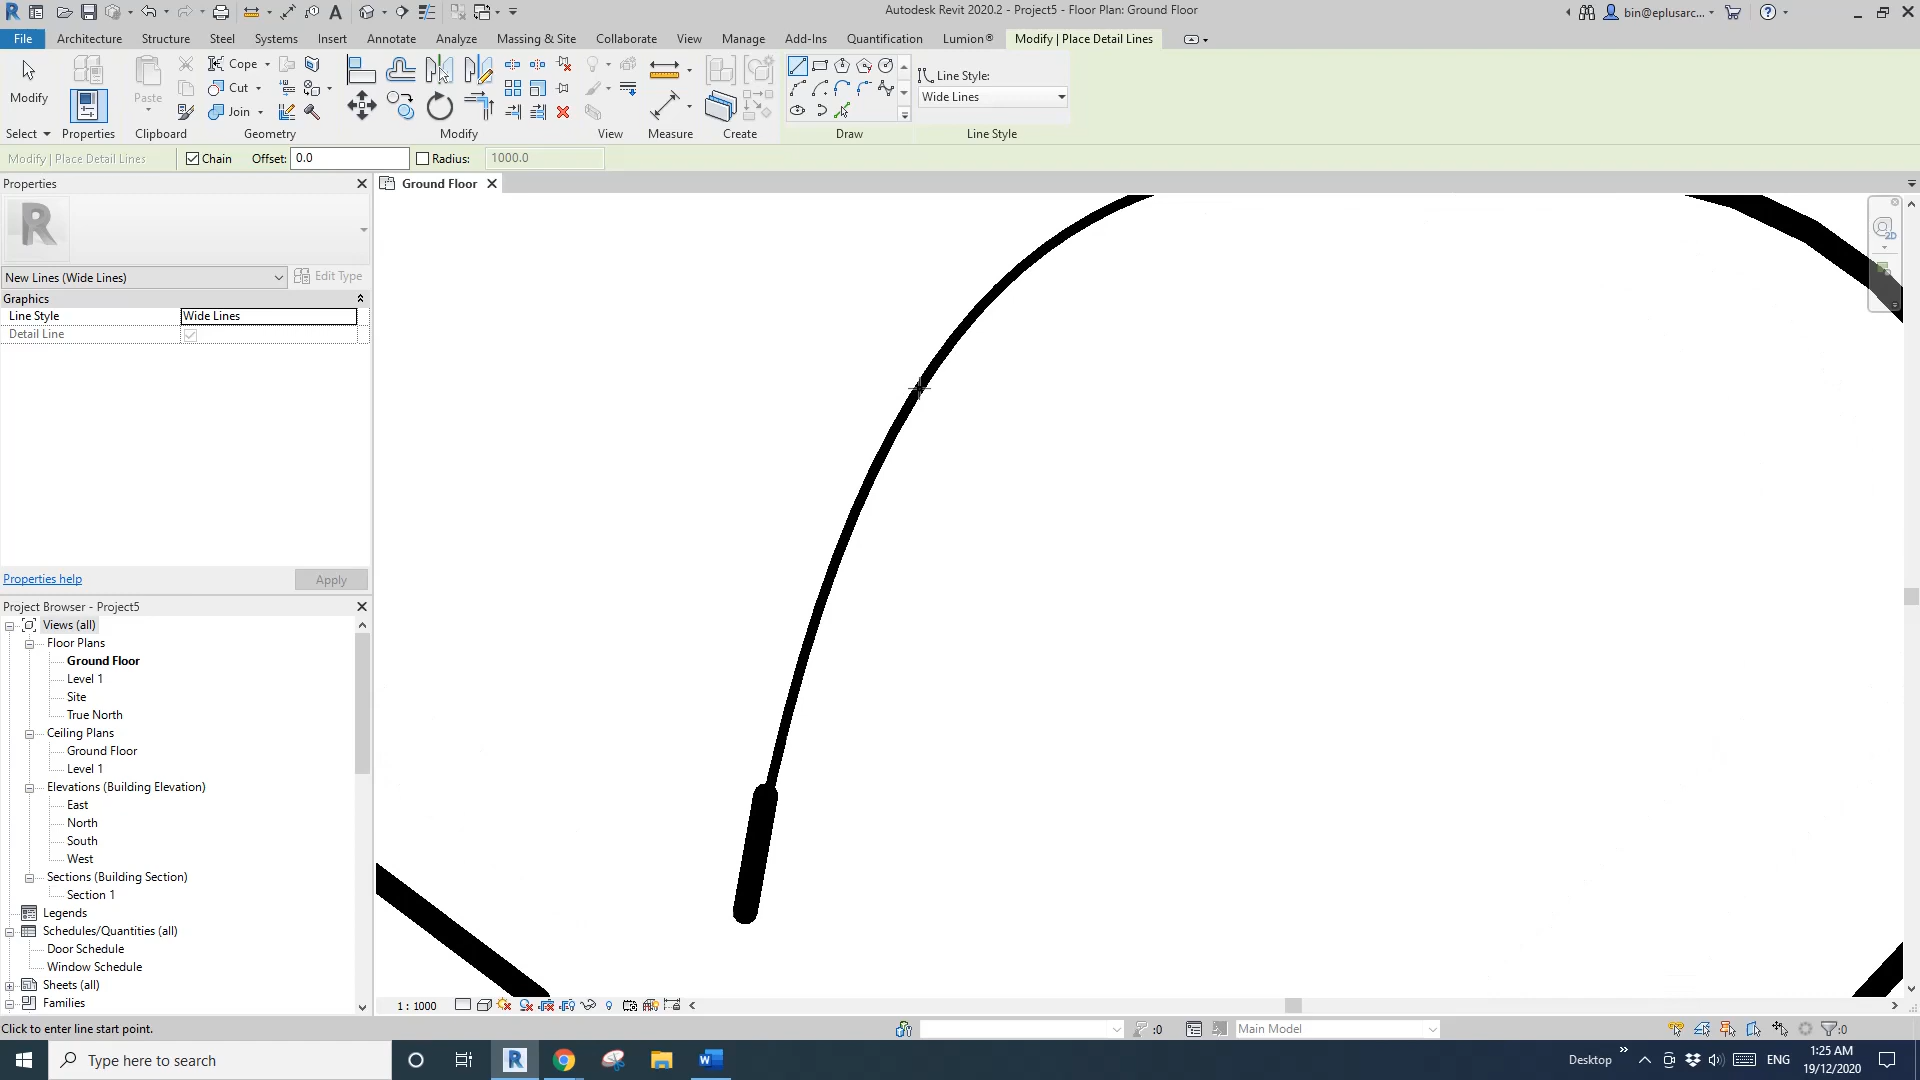 Autodesk Revit 2020.2 - Project5 - Floor Plan: Ground Floor
bin@eplusarc...
File Architecture Structure Steel Systems Insert Annotate Analyze Massing & Site Collaborate View Manage Add-Ins Quantification Lumion® Modify | Place Detail Lines
Modify
Paste
Cope
Cut
Join
Line Style:
Wide Lines
Select Properties Clipboard Geometry Modify View Measure Create Draw Line Style
Modify | Place Detail Lines Chain Offset: 0.0 Radius: 1000.0
Properties
Ground Floor
New Lines (Wide Lines) Edit Type
Graphics
Line Style Wide Lines
Detail Line
Properties help Apply
Project Browser - Project5
Views (all)
Floor Plans
Ground Floor
Level 1
Site
True North
Ceiling Plans
Ground Floor
Level 1
Elevations (Building Elevation)
East
North
South
West
Sections (Building Section)
Section 1
Legends
Schedules/Quantities (all)
Door Schedule
Window Schedule
Sheets (all)
Families
1 : 1000
Click to enter line start point.
:0
Main Model
:0
Type here to search
Desktop
ENG
1:25 AM
19/12/2020